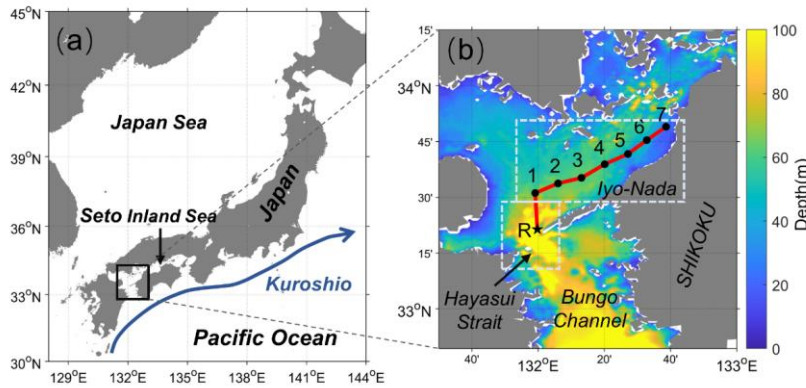 (a)
45°N
42°N
39°N
36°N
33°N
30°N
129°E
132°E
135°E
138°E
141°E
144°E
Japan Sea
Japan
Seto Inland Sea
Kuroshio
Pacific Ocean
(b)
15'
34°N
45'
30'
15'
33°N
40'
132°E
20'
40'
133°E
1
2
3
4
5
6
7
R
Iyo-Nada
Hayasui
Strait
Bungo
Channel
SHIKOKU
100
80
60
40
20
0
Depth(m)